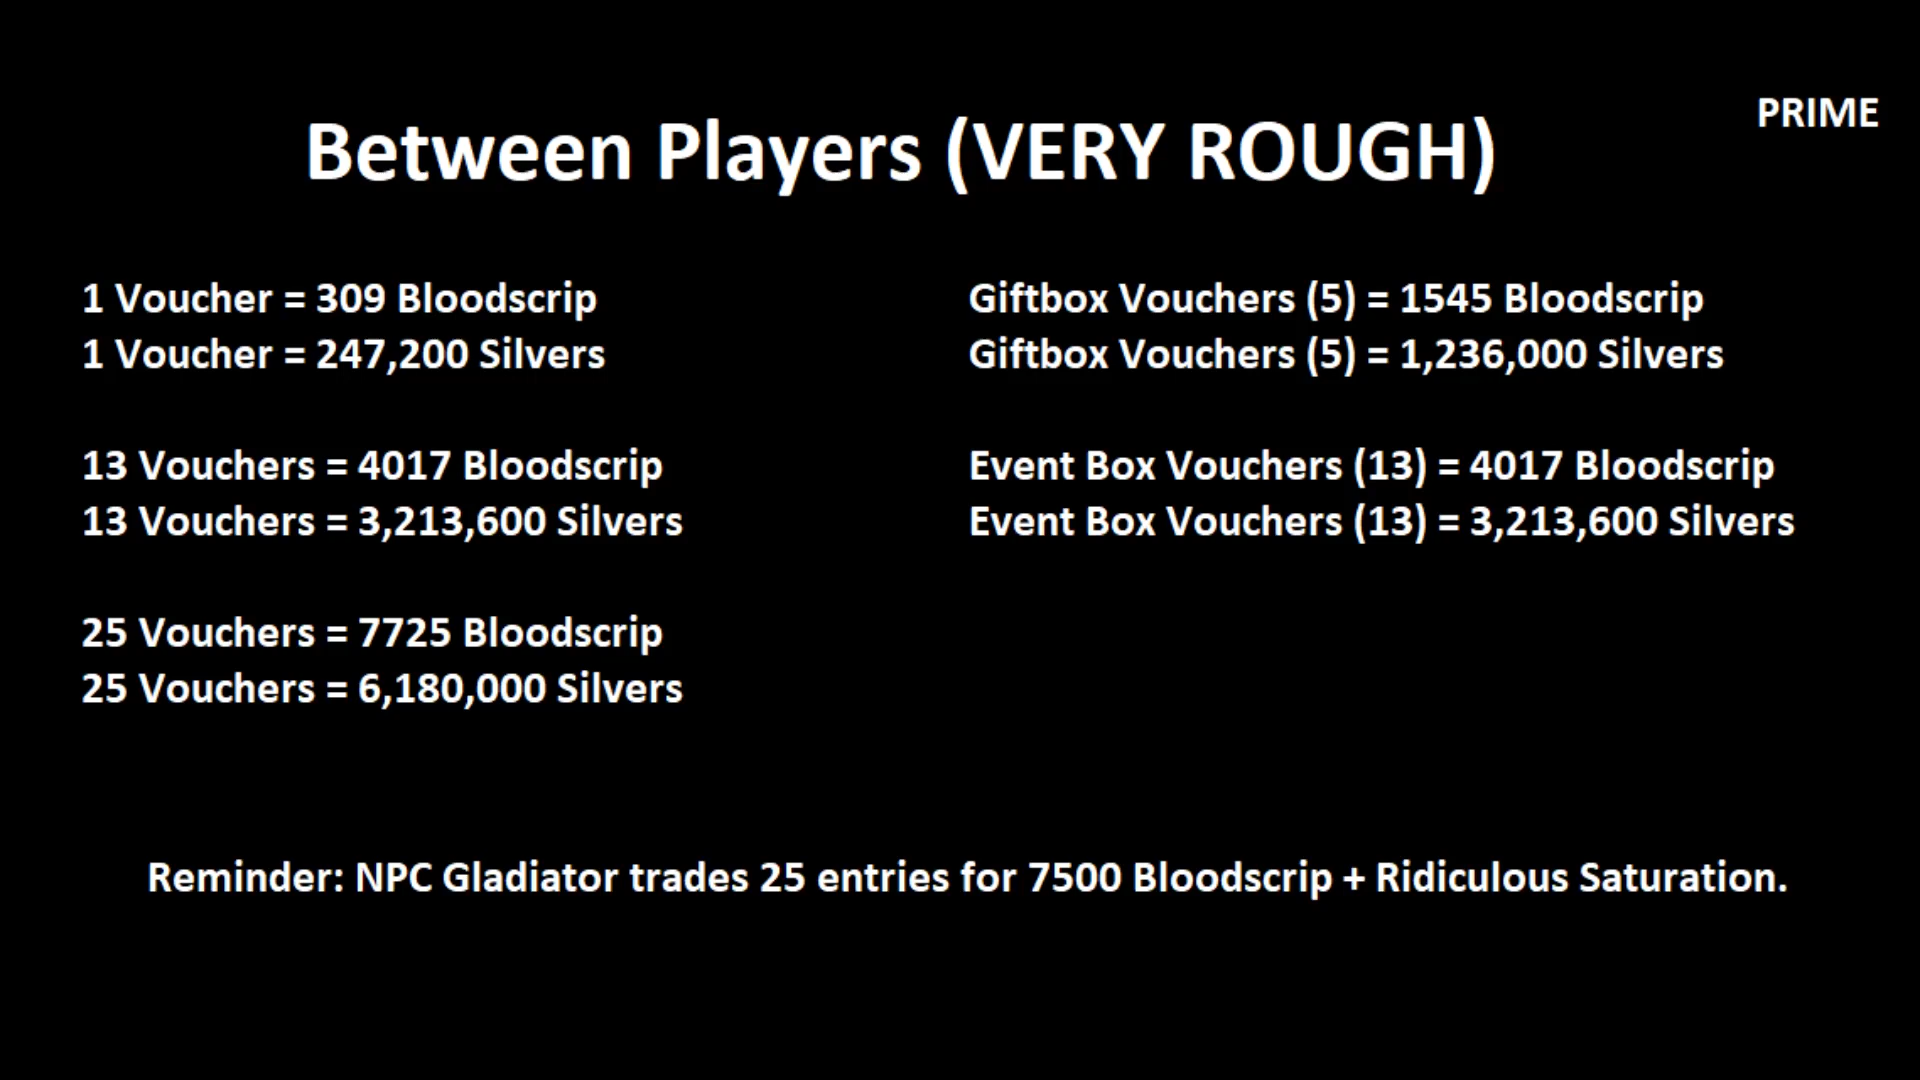 PRIME
Between Players (VERY ROUGH)
1 Voucher = 309 Bloodscrip
1 Voucher = 247,200 Silvers
13 Vouchers = 4017 Bloodscrip
13 Vouchers = 3,213,600 Silvers
25 Vouchers = 7725 Bloodscrip
25 Vouchers = 6,180,000 Silvers
Giftbox Vouchers (5) = 1545 Bloodscrip
Giftbox Vouchers (5) = 1,236,000 Silvers
Event Box Vouchers (13) = 4017 Bloodscrip
Event Box Vouchers (13) = 3,213,600 Silvers
Reminder: NPC Gladiator trades 25 entries for 7500 Bloodscrip + Ridiculous Saturation.